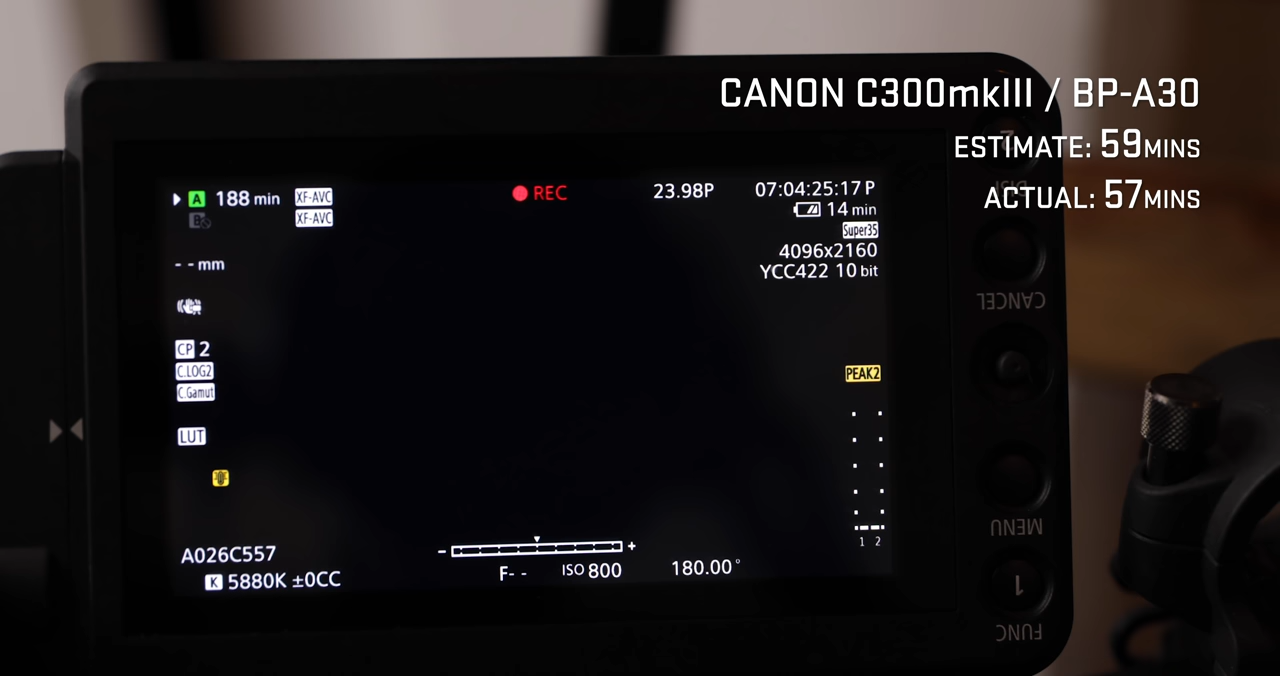 CANON C300mkIII / BP-A30
ESTIMATE: 59MINS
ACTUAL: 57MINS
A 188 min XF-AVC
B XF-AVC
REC
23.98P
07:04:25:17 P
14 min
Super35
4096x2160
YCC422 10 bit
- - mm
CP 2
C.LOG2
C.Gamut
LUT
PEAK2
1 2
A026C557
K 5880K ±0CC
- +
F- -
ISO 800
180.00°
2
DISP
CANCEL
MENU
1
FUNC